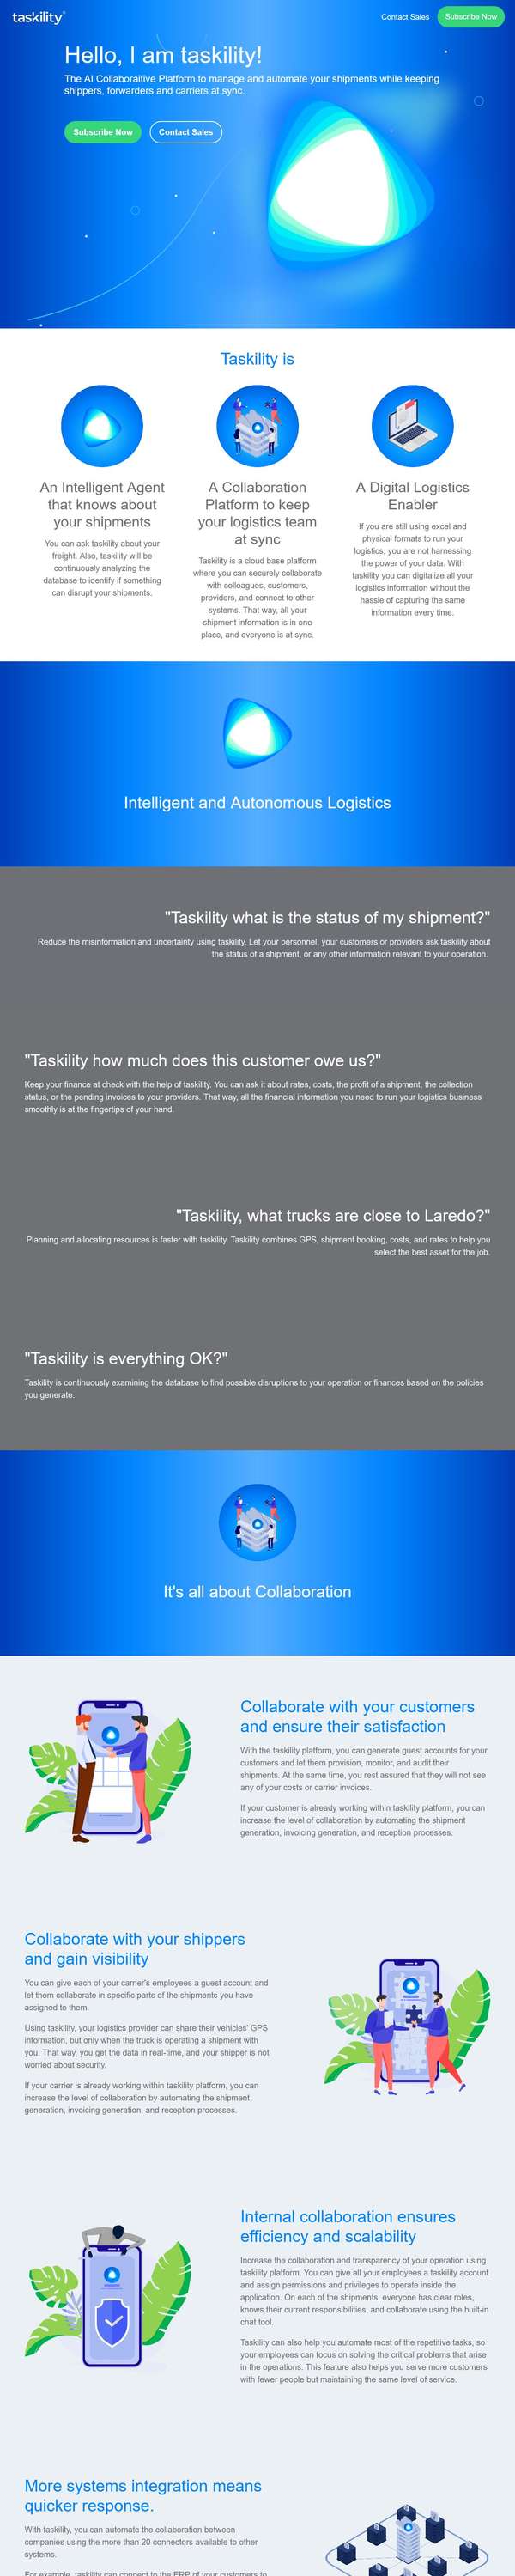 taskility
Contact Sales
Subscribe Now
Hello, I am taskility!
The AI Collaboraitive Platform to manage and automate your shipments while keeping
shippers, forwarders and carriers at sync.
Subscribe Now
Contact Sales
Taskility is
An Intelligent Agent
that knows about
your shipments
You can ask taskility about your
freight. Also, taskility will be
continuously analyzing the
database to identify if something
can disrupt your shipments.
A Collaboration
Platform to keep
your logistics team
at sync
Taskility is a cloud base platform
where you can securely collaborate
with colleagues, customers,
providers, and connect to other
systems. That way, all your
shipment information is in one
place, and everyone is at sync.
A Digital Logistics
Enabler
If you are still using excel and
physical formats to run your
logistics, you are not harnessing
the power of your data. With
taskility you can digitalize all your
logistics information without the
hassle of capturing the same
information every time.
Intelligent and Autonomous Logistics
"Taskility what is the status of my shipment?"
Reduce the misinformation and uncertainty using taskility. Let your personnel, your customers or providers ask taskility about
the status of a shipment, or any other information relevant to your operation.
"Taskility how much does this customer owe us?"
Keep your finance at check with the help of taskility. You can ask it about rates, costs, the profit of a shipment, the collection
status, or the pending invoices to your providers. That way, all the financial information you need to run your logistics business
smoothly is at the fingertips of your hand.
"Taskility, what trucks are close to Laredo?"
Planning and allocating resources is faster with taskility. Taskility combines GPS, shipment booking, costs, and rates to help you
select the best asset for the job.
"Taskility is everything OK?"
Taskility is continuously examining the database to find possible disruptions to your operation or finances based on the policies
you generate.
It's all about Collaboration
Collaborate with your customers
and ensure their satisfaction
With the taskility platform, you can generate guest accounts for your
customers and let them provision, monitor, and audit their
shipments. At the same time, you rest assured that they will not see
any of your costs or carrier invoices.
If your customer is already working within taskility platform, you can
increase the level of collaboration by automating the shipment
generation, invoicing generation, and reception processes.
Collaborate with your shippers
and gain visibility
You can give each of your carrier's employees a guest account and
let them collaborate in specific parts of the shipments you have
assigned to them.
Using taskility, your logistics provider can share their vehicles' GPS
information, but only when the truck is operating a shipment with
you. That way, you get the data in real-time, and your shipper is not
worried about security.
If your carrier is already working within taskility platform, you can
increase the level of collaboration by automating the shipment
generation, invoicing generation, and reception processes.
Internal collaboration ensures
efficiency and scalability
Increase the collaboration and transparency of your operation using
taskility platform. You can give all your employees a taskility account
and assign permissions and privileges to operate inside the
application. On each of the shipments, everyone has clear roles,
knows their current responsibilities, and collaborate using the built-in
chat tool.
Taskility can also help you automate most of the repetitive tasks, so
your employees can focus on solving the critical problems that arise
in the operations. This feature also helps you serve more customers
with fewer people but maintaining the same level of service.
More systems integration means
quicker response.
With taskility, you can automate the collaboration between
companies using the more than 20 connectors available to other
systems.
For example, taskility can connect to the ERP of your customers to